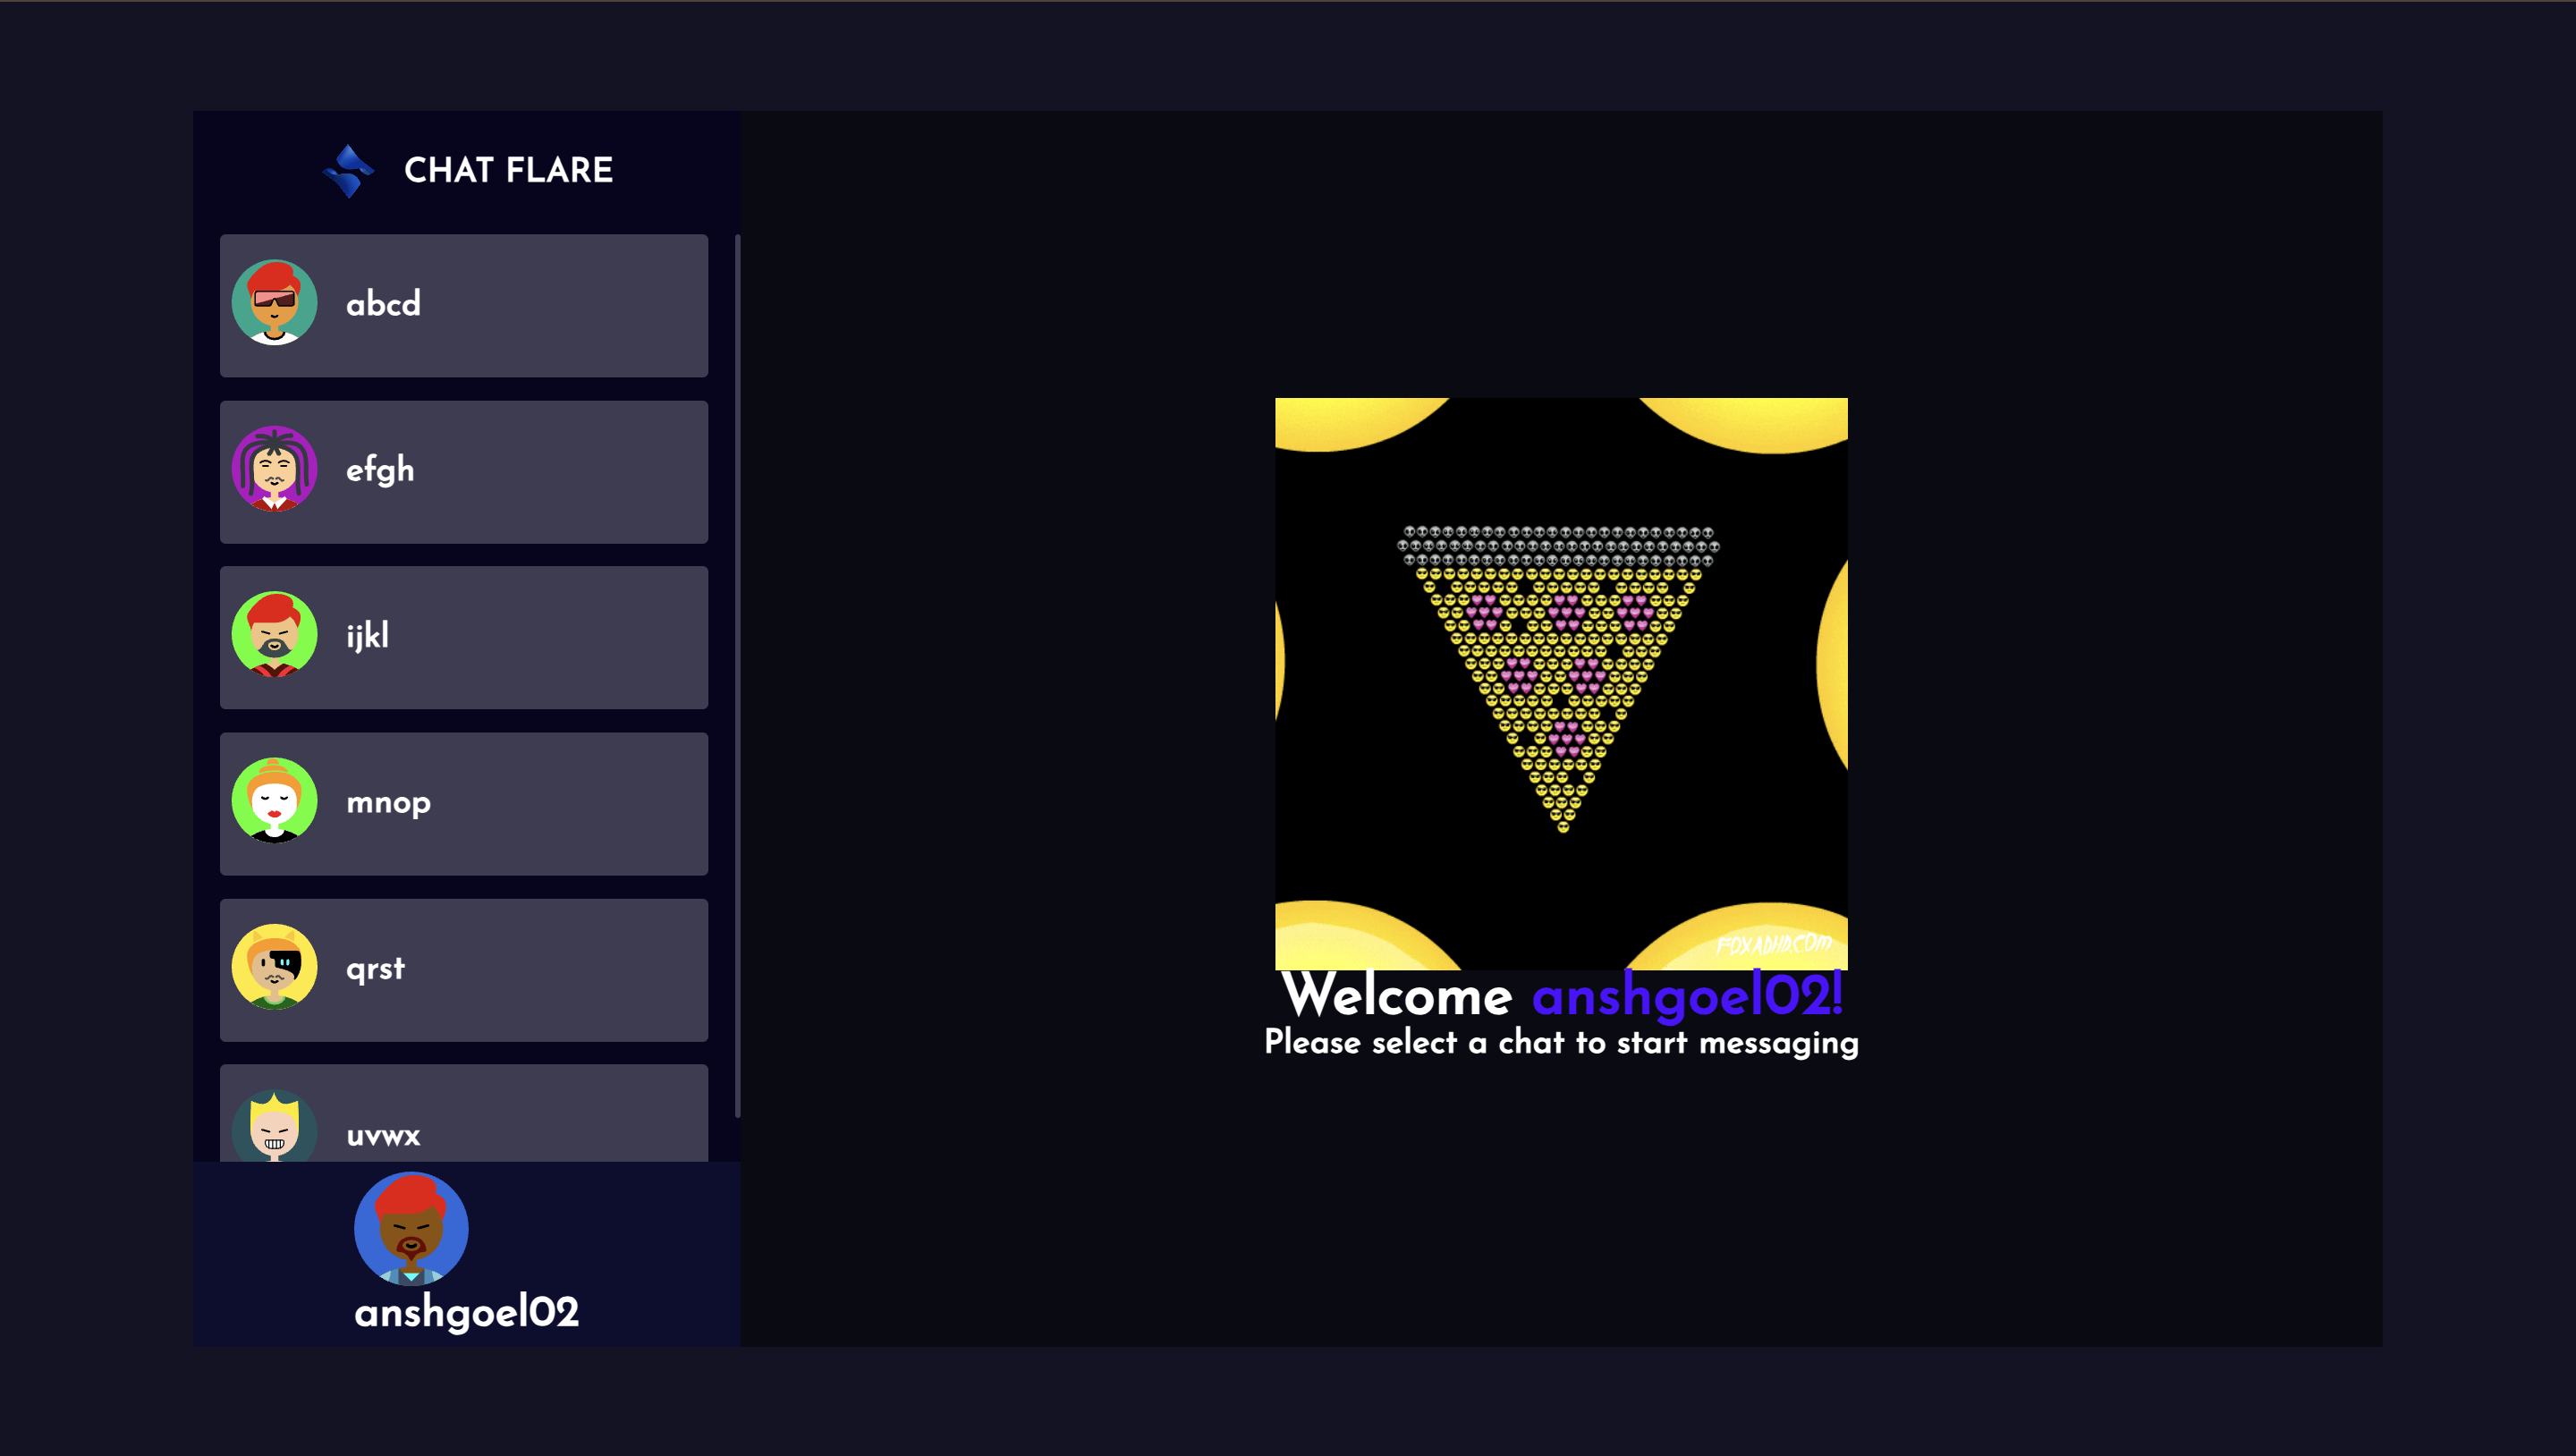 CHAT FLARE
abcd
efgh
ijkl
mnop
qrst
uvwx
anshgoel02
FOXADHD.COM
Welcome anshgoel02!
Please select a chat to start messaging